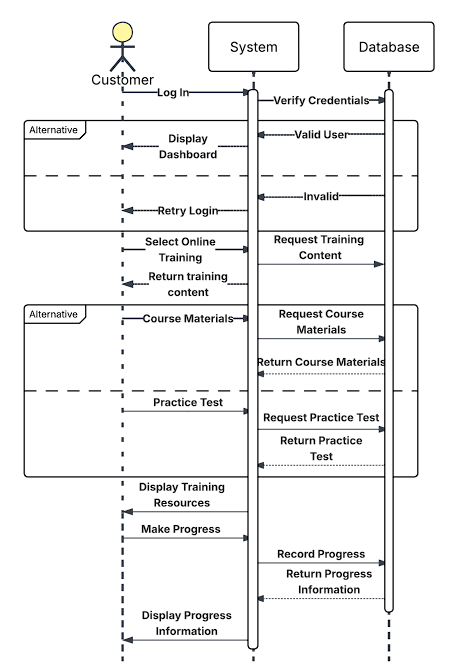 System
Database
Customer
Log In
Verify Credentials
Alternative
Valid User
Display
Dashboard
Invalid
Retry Login
Select Online
Training
Request Training
Content
Return training
content
Alternative
Course Materials
Request Course
Materials
Return Course Materials
Practice Test
Request Practice Test
Return Practice
Test
Display Training
Resources
Make Progress
Record Progress
Return Progress
Information
Display Progress
Information